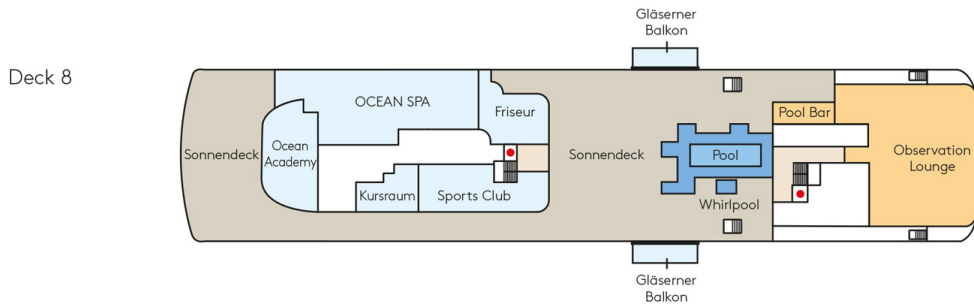 Gläserner
Balkon
Deck 8
OCEAN SPA
Friseur
Pool Bar
Sonnendeck
Ocean
Academy
Sonnendeck
Pool
Observation
Lounge
Kursraum
Sports Club
Whirlpool
Gläserner
Balkon